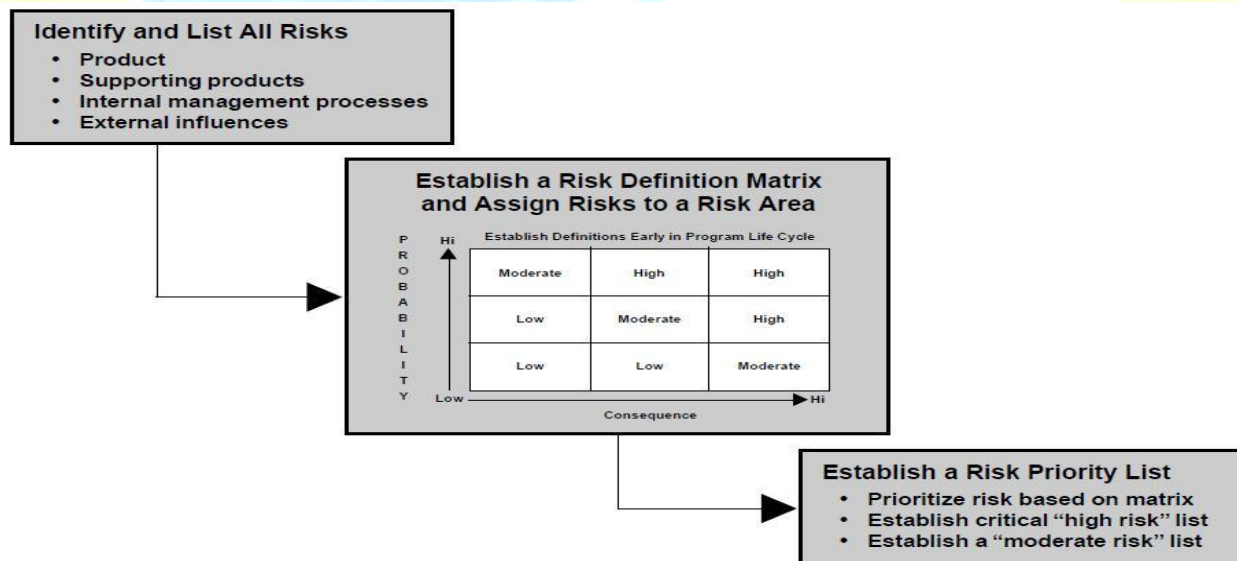 Identify and List All Risks
• Product
• Supporting products
• Internal management processes
• External influences
Establish a Risk Definition Matrix
and Assign Risks to a Risk Area
Establish Definitions Early in Program Life Cycle
PROBABILITY
Hi
Moderate High High
Low Moderate High
Low Low Moderate
Low
Hi
Consequence
Establish a Risk Priority List
• Prioritize risk based on matrix
• Establish critical “high risk” list
• Establish a “moderate risk” list